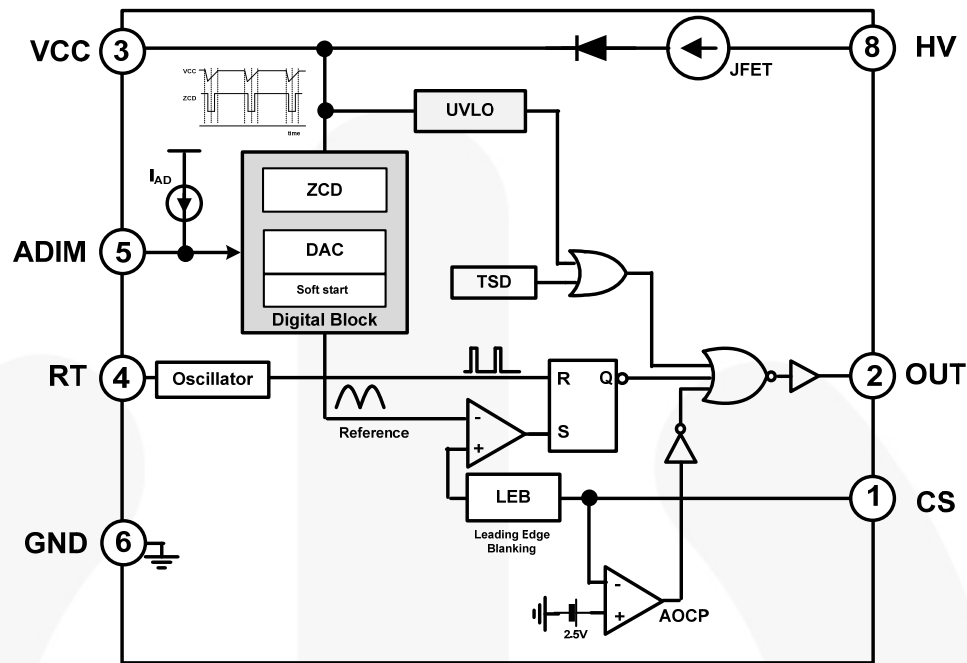 VCC
3
8
HV
JFET
VCC
ZCD
time
UVLO
I_AD
ZCD
ADIM
5
DAC
Soft start
TSD
Digital Block
RT
4
Oscillator
R
Q
2
OUT
-
Reference
+
S
LEB
1
CS
Leading Edge
Blanking
GND
6
-
+
AOCP
2.5V